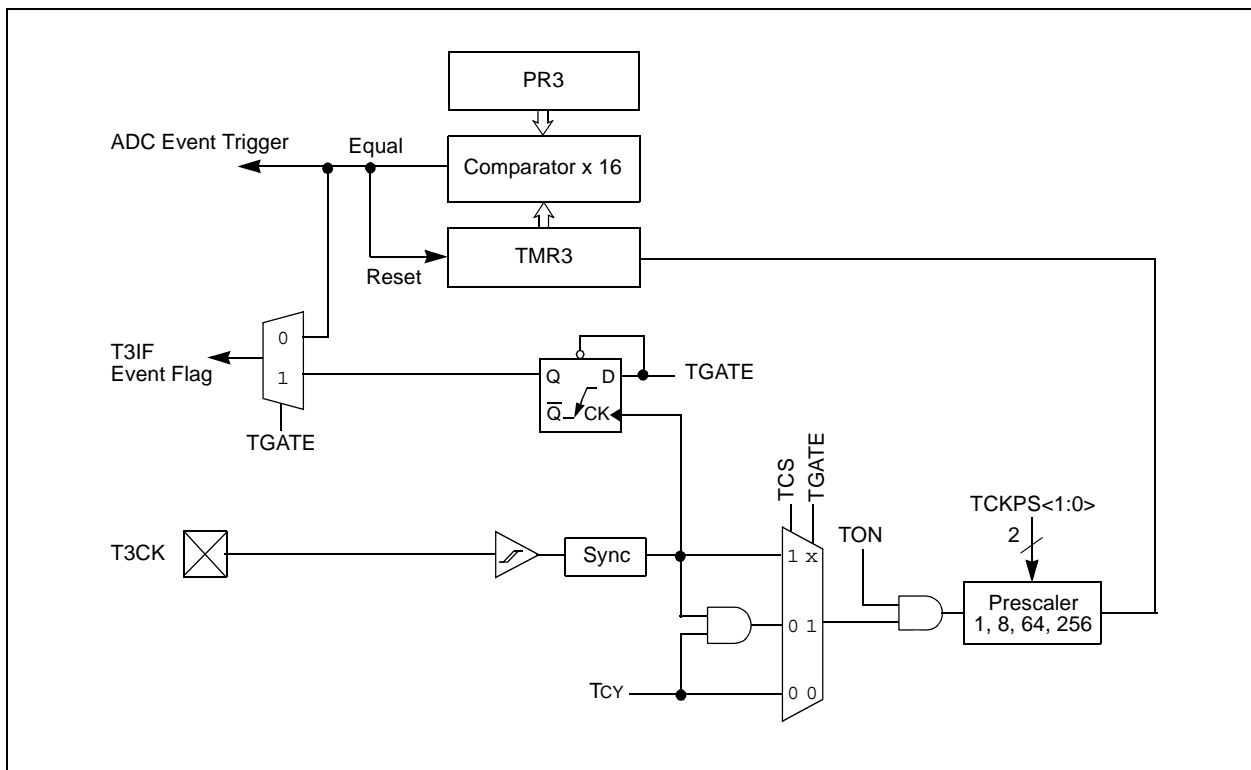 PR3
ADC Event Trigger
Equal
Comparator x 16
TMR3
Reset
0
T3IF
Event Flag
1
Q D
TGATE
Q̅ CK
TGATE
TCS
TGATE
TCKPS<1:0>
2
TON
T3CK
Sync
1 x
Prescaler
1, 8, 64, 256
0 1
TCY
0 0